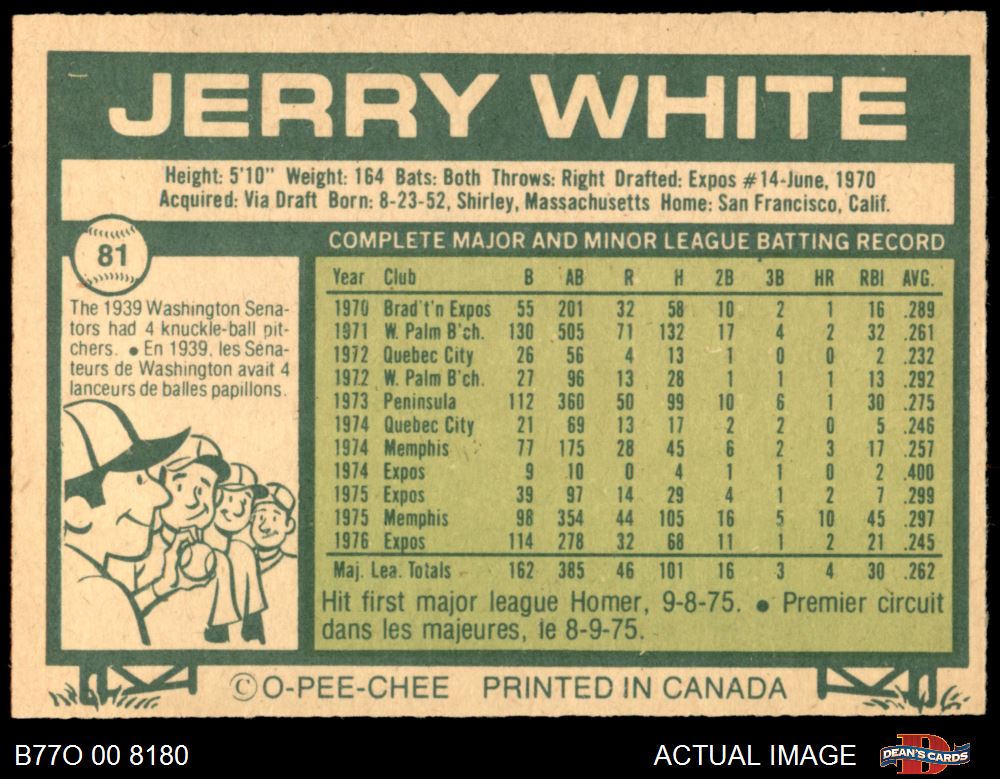 JERRY WHITE
Height: 5'10" Weight: 164 Bats: Both Throws: Right Drafted: Expos #14-June, 1970
Acquired: Via Draft Born: 8-23-52, Shirley, Massachusetts Home: San Francisco, Calif.
81
The 1939 Washington Sena-
tors had 4 knuckle-ball pit-
chers. ● En 1939, les Séna-
teurs de Washington avait 4
lanceurs de balles papillons.
COMPLETE MAJOR AND MINOR LEAGUE BATTING RECORD
Year Club B AB R H 2B 3B HR RBI AVG.
1970 Brad't'n Expos 55 201 32 58 10 2 1 16 .289
1971 W. Palm B'ch. 130 505 71 132 17 4 2 32 .261
1972 Quebec City 26 56 4 13 1 0 0 2 .232
1972 W. Palm B'ch. 27 96 13 28 1 1 1 13 .292
1973 Peninsula 112 360 50 99 10 6 1 30 .275
1974 Quebec City 21 69 13 17 2 2 0 5 .246
1974 Memphis 77 175 28 45 6 2 3 17 .257
1974 Expos 9 10 0 4 1 1 0 2 .400
1975 Expos 39 97 14 29 4 1 2 7 .299
1975 Memphis 98 354 44 105 16 5 10 45 .297
1976 Expos 114 278 32 68 11 1 2 21 .245
Maj. Lea. Totals 162 385 46 101 16 3 4 30 .262
Hit first major league Homer, 9-8-75. ● Premier circuit
dans les majeures, le 8-9-75.
© O-PEE-CHEE PRINTED IN CANADA
B77O 00 8180
ACTUAL IMAGE
DEAN'S CARDS